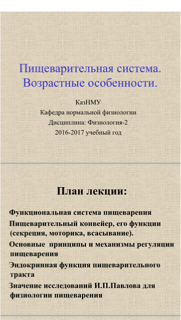 Пищеварительная система.
Возрастные особенности.
КазНМУ
Кафедра нормальной физиологии
Дисциплина: Физиология-2
2016-2017 учебный год
План лекции:
Функциональная система пищеварения
Пищеварительный конвейер, его функции
(секреция, моторика, всасывание).
Основные принципы и механизмы регуляции
пищеварения
Эндокринная функция пищеварительного
тракта
Значение исследований И.П.Павлова для
физиологии пищеварения